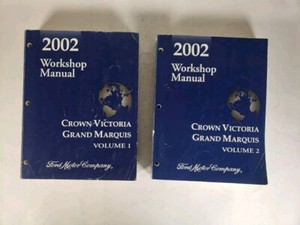 2002
Workshop
Manual
CROWN VICTORIA
GRAND MARQUIS
VOLUME 1
Ford Motor Company
2002
Workshop
Manual
CROWN VICTORIA
GRAND MARQUIS
VOLUME 2
Ford Motor Company